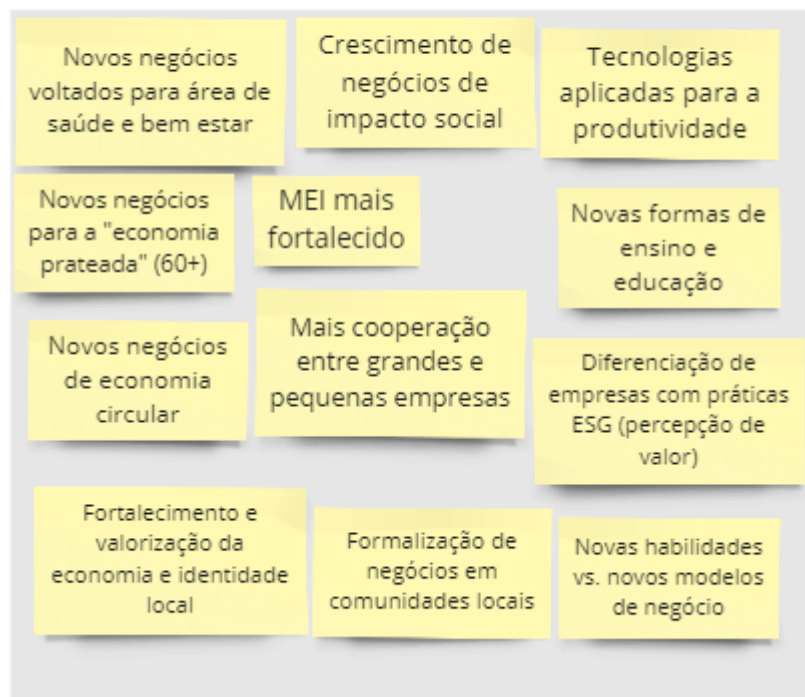 Novos negócios
voltados para área de
saúde e bem estar
Crescimento de
negócios de
impacto social
Tecnologias
aplicadas para a
produtividade
Novos negócios
para a "economia
prateada" (60+)
MEI mais
fortalecido
Novas formas de
ensino e
educação
Novos negócios
de economia
circular
Mais cooperação
entre grandes e
pequenas empresas
Diferenciação de
empresas com práticas
ESG (percepção de
valor)
Fortalecimento e
valorização da
economia e identidade
local
Formalização de
negócios em
comunidades locais
Novas habilidades
vs. novos modelos
de negócio